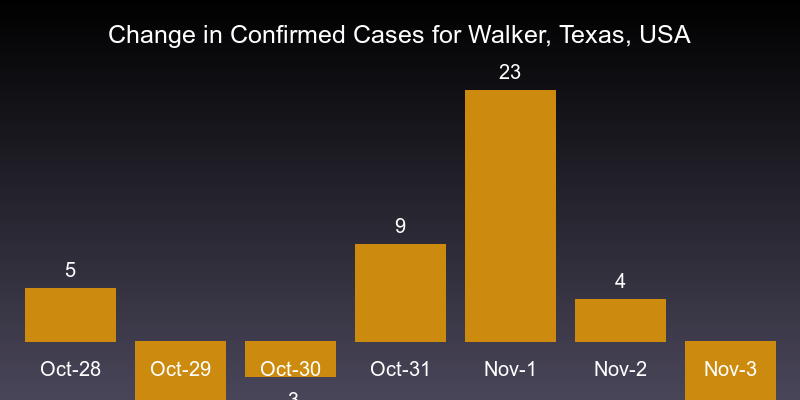 Change in Confirmed Cases for Walker, Texas, USA
23
9
5
4
Oct-28 Oct-29 Oct-30 Oct-31 Nov-1 Nov-2 Nov-3